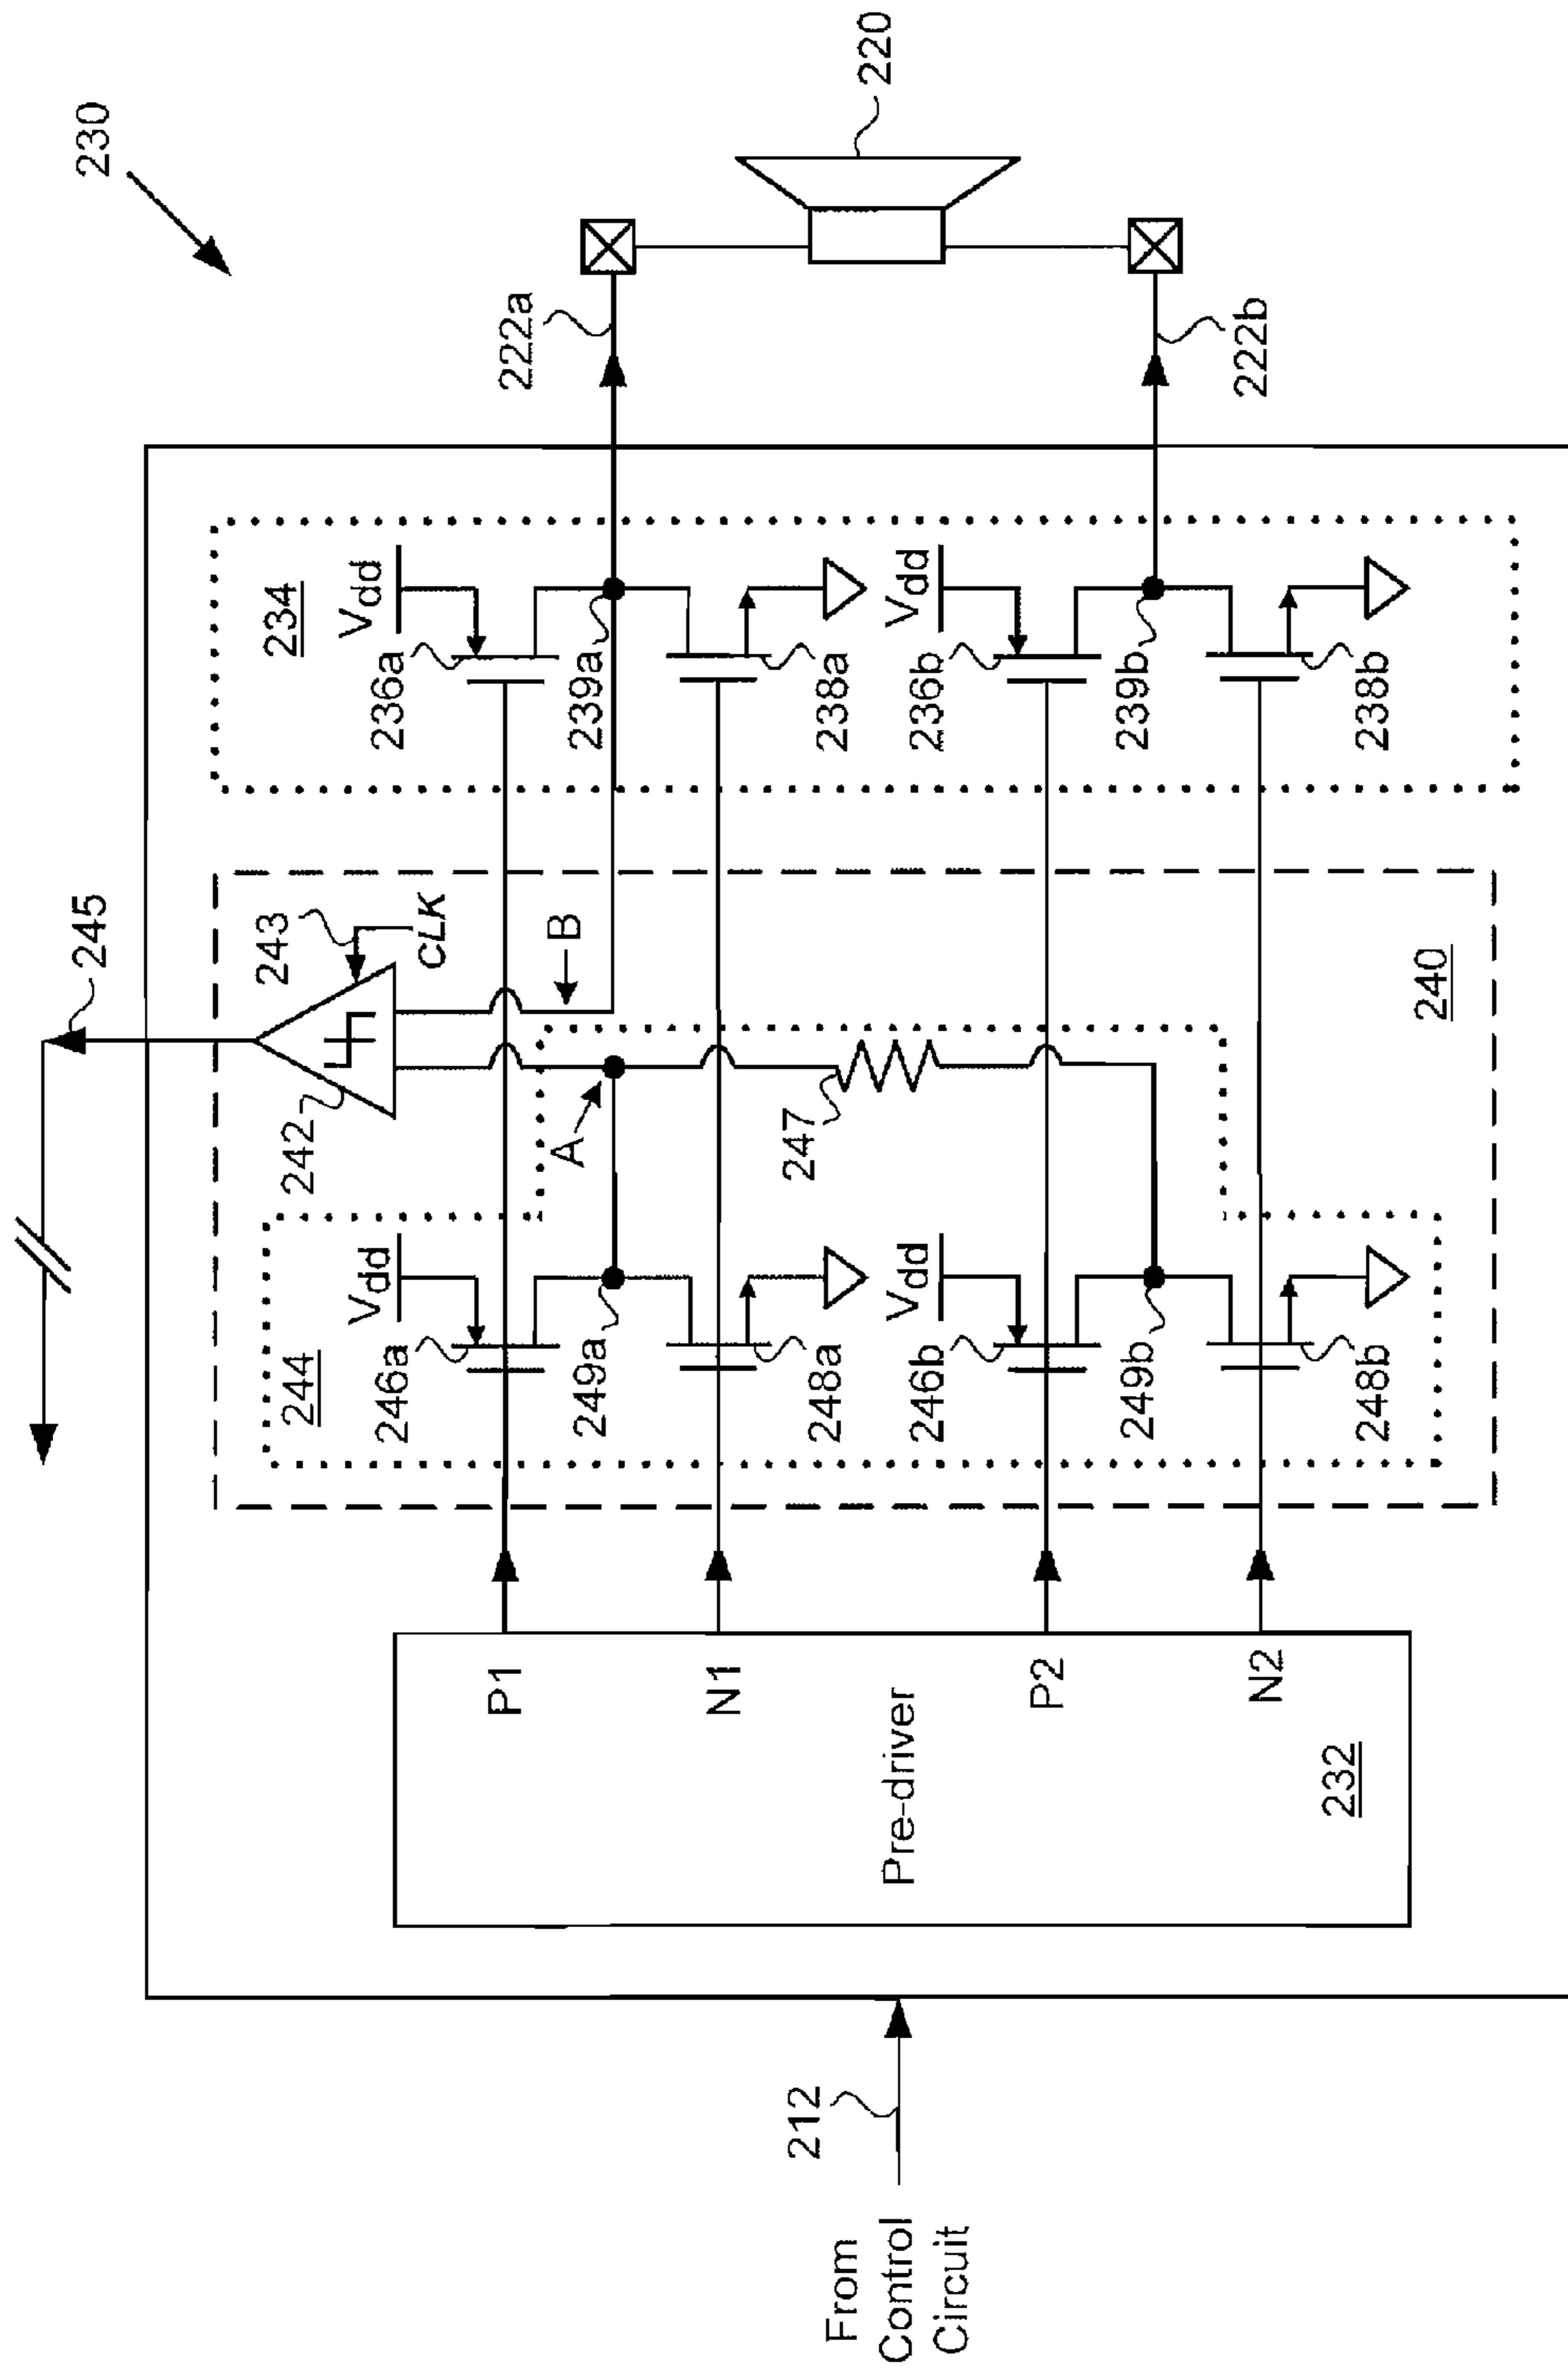 230
245
243
CLK
242
B
A
247
240
244
Vdd
246a
249a
248a
Vdd
246b
249b
248b
234
Vdd
236a
239a
238a
Vdd
236b
239b
238b
222a
222b
220
P1
N1
P2
N2
Pre-driver
232
212
From
Control
Circuit